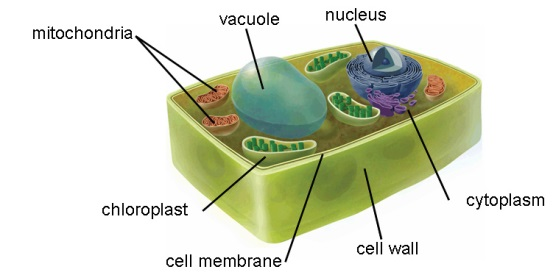 vacuole
nucleus
mitochondria
chloroplast
cytoplasm
cell wall
cell membrane